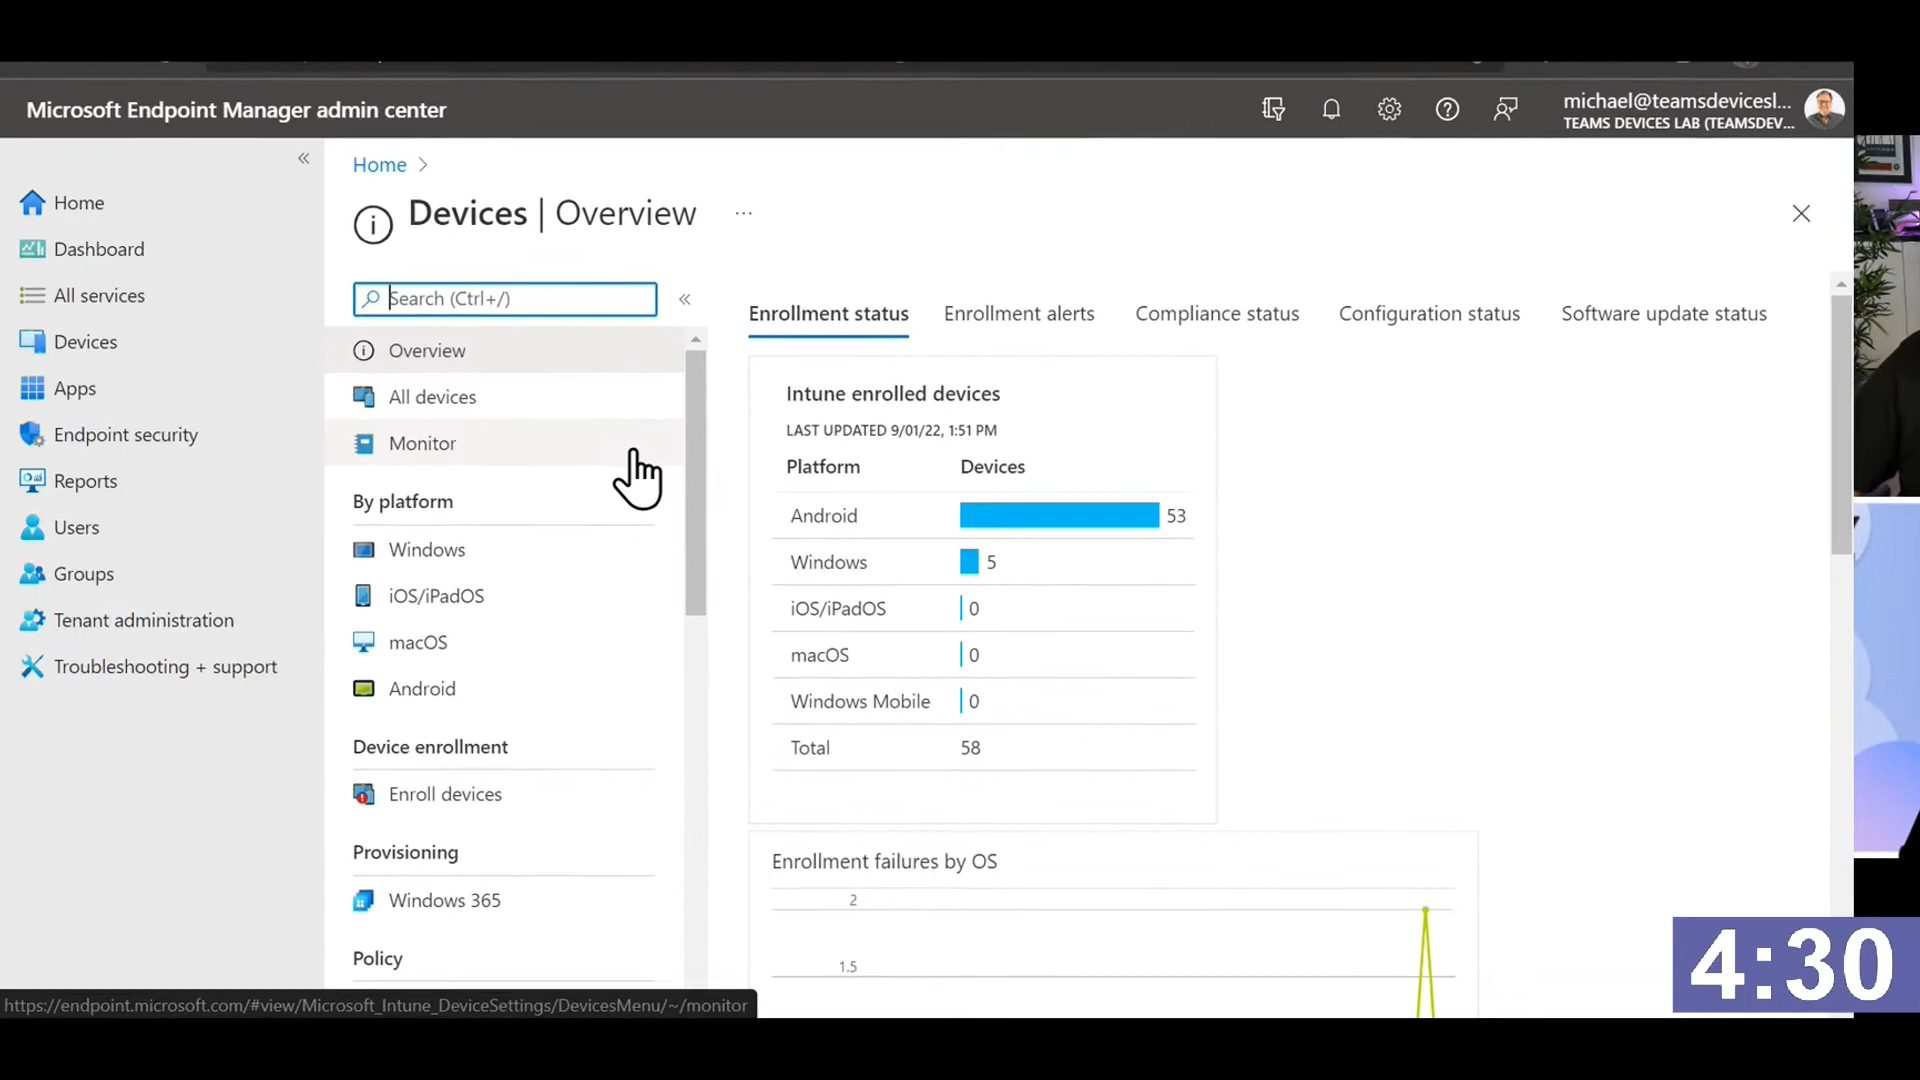 Microsoft Endpoint Manager admin center
michael@teamsdevicesl...
TEAMS DEVICES LAB (TEAMSDEV...
Home
Dashboard
All services
Devices
Apps
Endpoint security
Reports
Users
Groups
Tenant administration
Troubleshooting + support
Home
Devices | Overview
...
Search (Ctrl+/)
Overview
All devices
Monitor
By platform
Windows
iOS/iPadOS
macOS
Android
Device enrollment
Enroll devices
Provisioning
Windows 365
Policy
Enrollment status Enrollment alerts Compliance status Configuration status Software update status
Intune enrolled devices
LAST UPDATED 9/01/22, 1:51 PM
Platform Devices
Android 53
Windows 5
iOS/iPadOS 0
macOS 0
Windows Mobile 0
Total 58
Enrollment failures by OS
2
1.5
https://endpoint.microsoft.com/#view/Microsoft_Intune_DeviceSettings/DevicesMenu/~/monitor
4:30